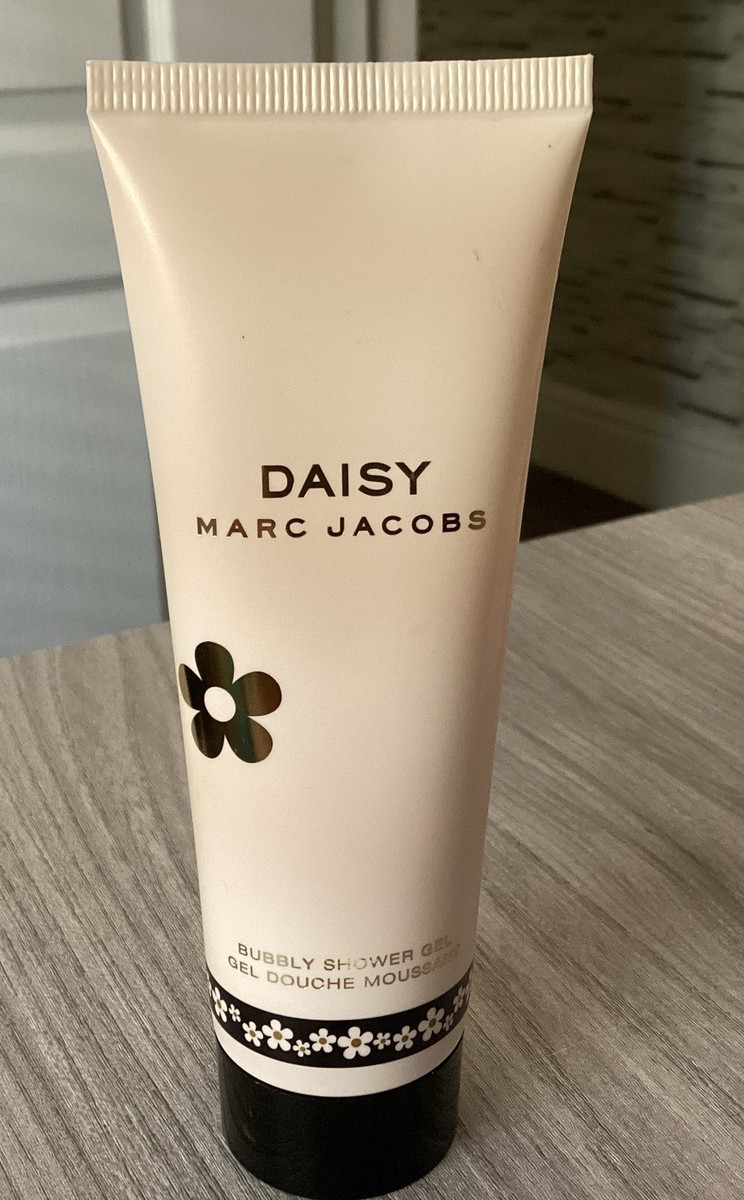 DAISY
MARC JACOBS
BUBBLY SHOWER GEL
GEL DOUCHE MOUSSANT